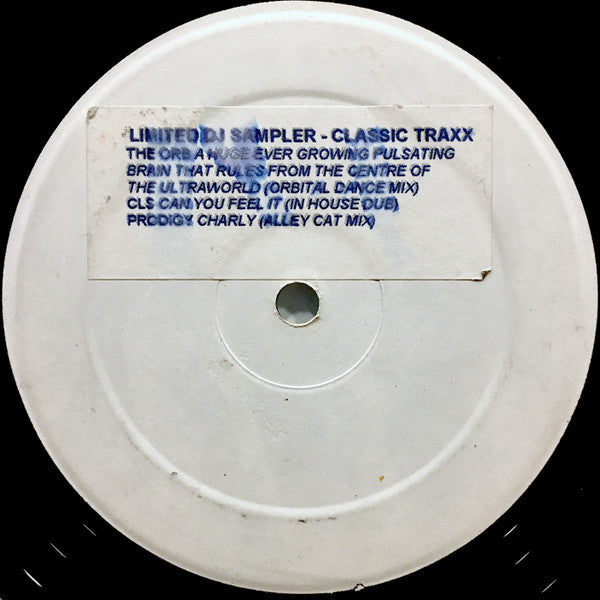 LIMITED DJ SAMPLER - CLASSIC TRAXX
THE ORB A HUGE EVER GROWING PULSATING
BRAIN THAT RULES FROM THE CENTRE OF
THE ULTRAWORLD (ORBITAL DANCE MIX)
CLS CAN YOU FEEL IT (IN HOUSE DUB)
PRODIGY CHARLY (ALLEY CAT MIX)